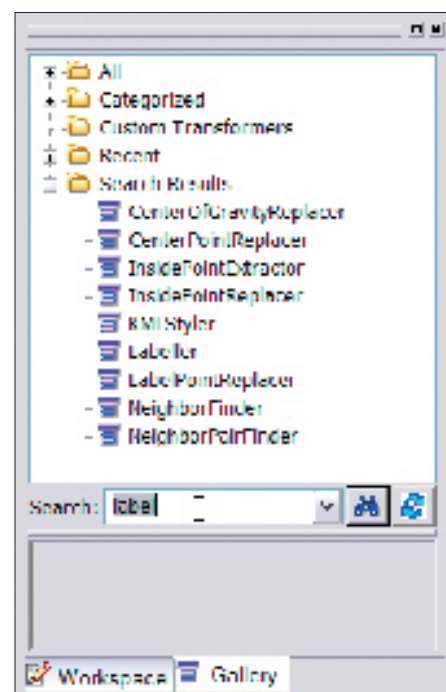 All
Categorized
Custom Transformers
Recent
Search Results
CenterOfGravityReplacer
CenterPointReplacer
InsidePointExtractor
InsidePointReplacer
KMLStyler
Labeller
LabelPointReplacer
NeighborFinder
NeighborPairFinder
Search: label
Workspace Gallery